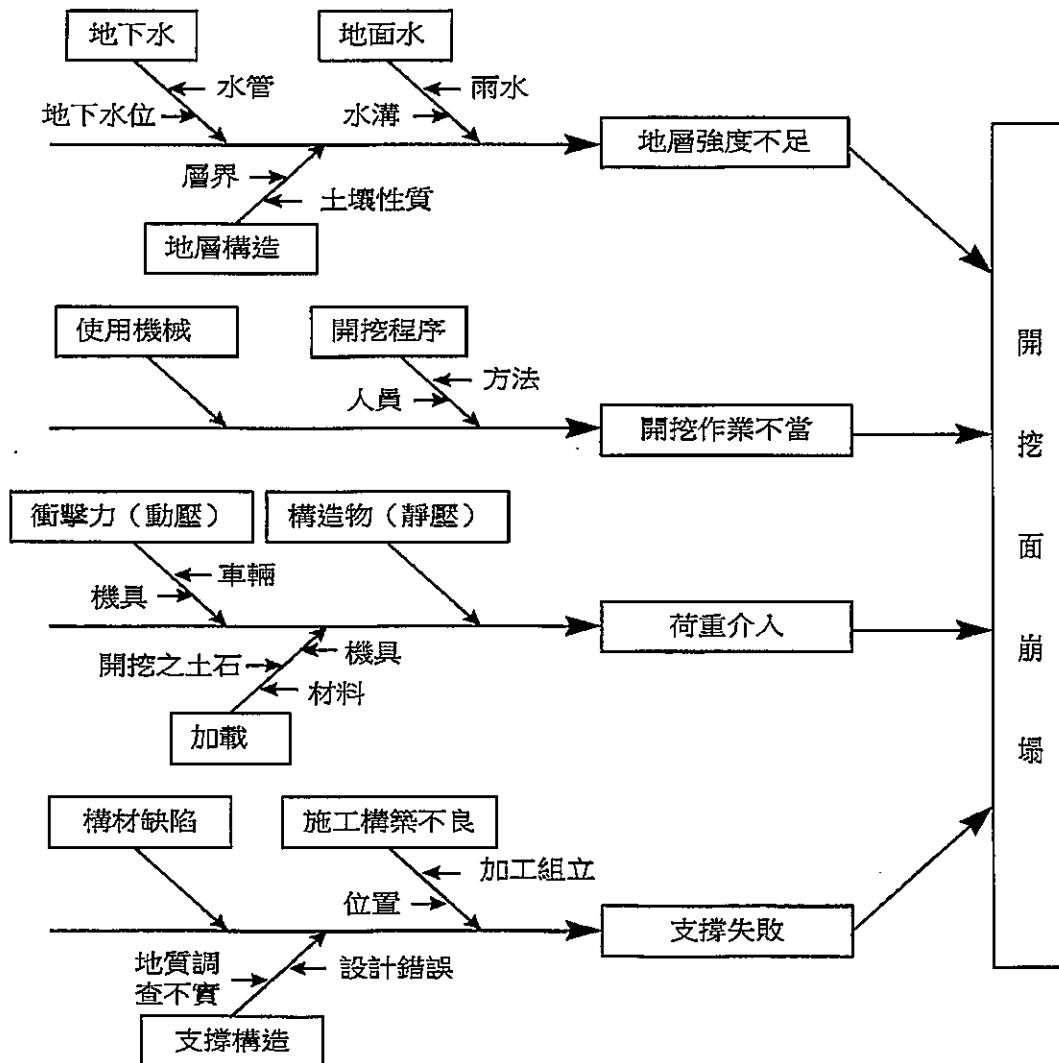 地下水
地面水
水管
雨水
地下水位
水溝
地層強度不足
層界
土壤性質
地層構造
使用機械
開挖程序
方法
人員
開挖作業不當
衝擊力（動壓）
構造物（靜壓）
車輛
機具
荷重介入
開挖之土石
機具
材料
加載
構材缺陷
施工構築不良
加工組立
位置
支撐失敗
地質調
查不實
設計錯誤
支撐構造
開挖面崩塌